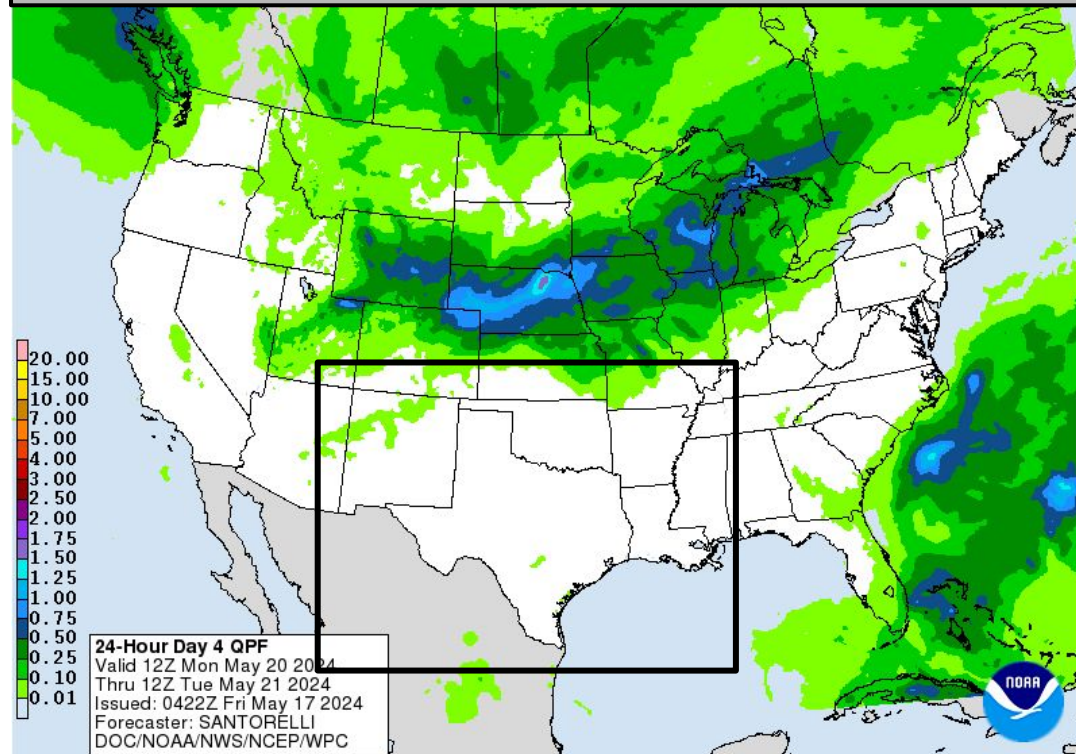 20.00
15.00
10.00
7.00
5.00
4.00
3.00
2.50
2.00
1.75
1.50
1.25
1.00
0.75
0.50
0.25
0.10
0.01
24-Hour Day 4 QPF
Valid 12Z Mon May 20 2024
Thru 12Z Tue May 21 2024
Issued: 0422Z Fri May 17 2024
Forecaster: SANTORELLI
DOC/NOAA/NWS/NCEP/WPC
NOAA